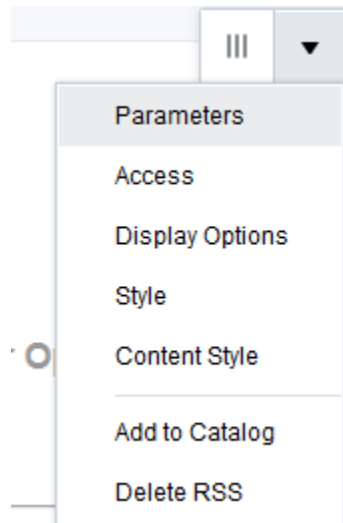 Parameters
Access
Display Options
Style
Content Style
Add to Catalog
Delete RSS